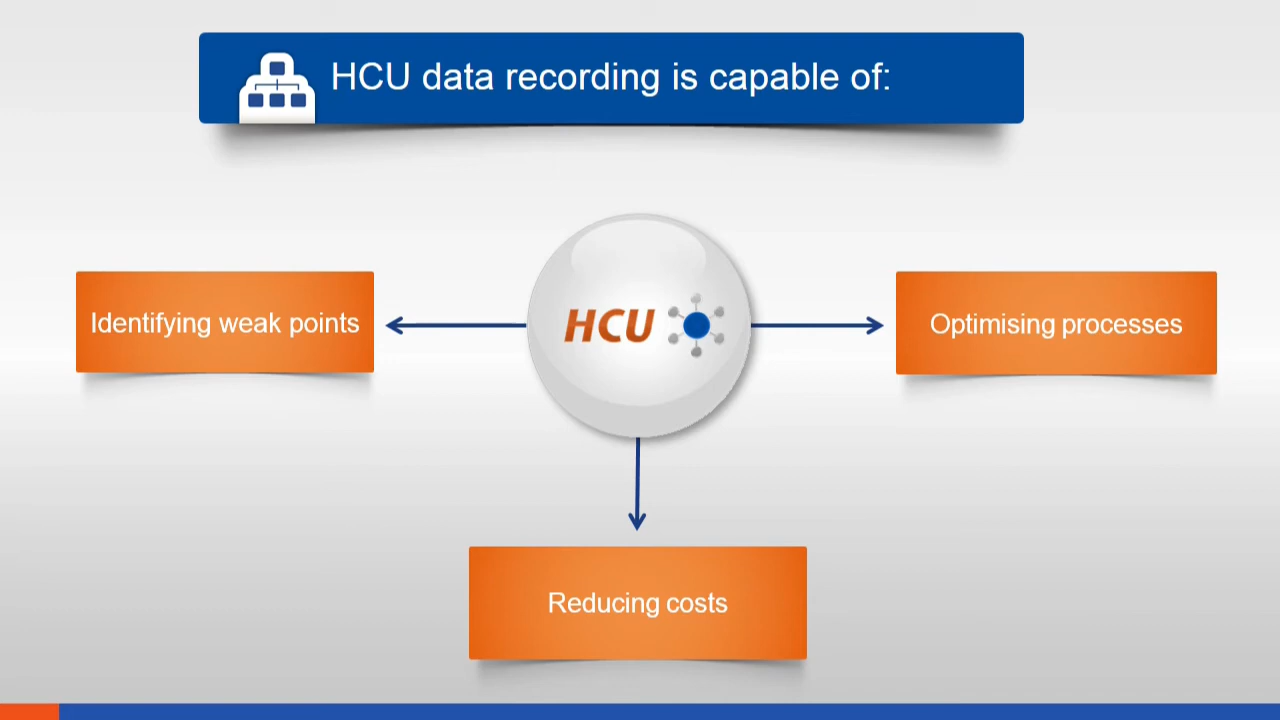 HCU data recording is capable of:
Identifying weak points
HCU
Optimising processes
Reducing costs